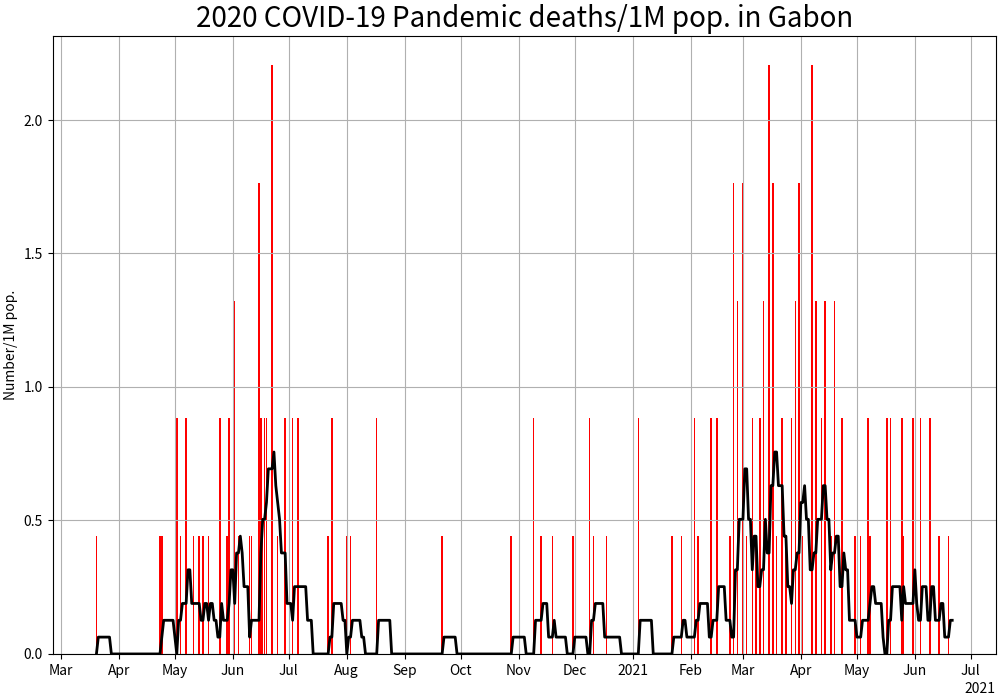 2020 COVID-19 Pandemic deaths/1M pop. in Gabon
Number/1M pop.
2.0
1.5
1.0
0.5
0.0
Mar Apr May Jun Jul Aug Sep Oct Nov Dec 2021 Feb Mar Apr May Jun Jul
2021